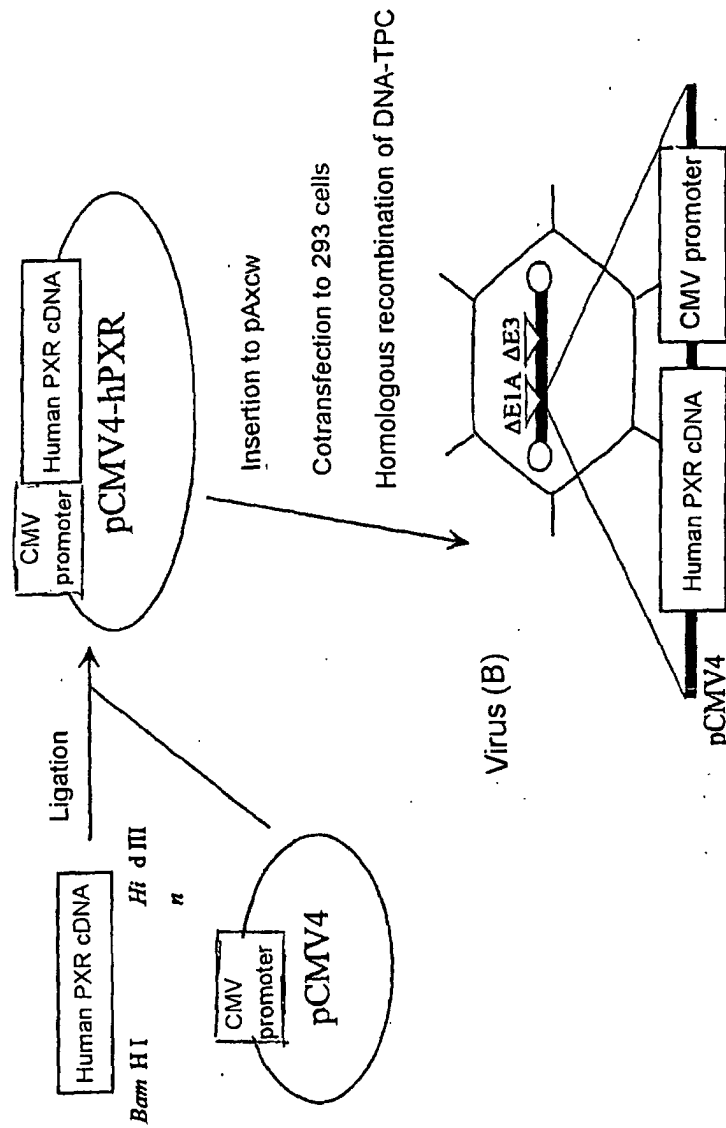 Human PXR cDNA
Bam H I
Hi d III
n
Ligation
CMV
promoter
pCMV4
CMV
promoter
Human PXR cDNA
pCMV4-hPXR
Insertion to pAxcw
Cotransfection to 293 cells
Homologous recombination of DNA-TPC
Virus (B)
ΔE1A ΔE3
Human PXR cDNA
CMV promoter
pCMV4